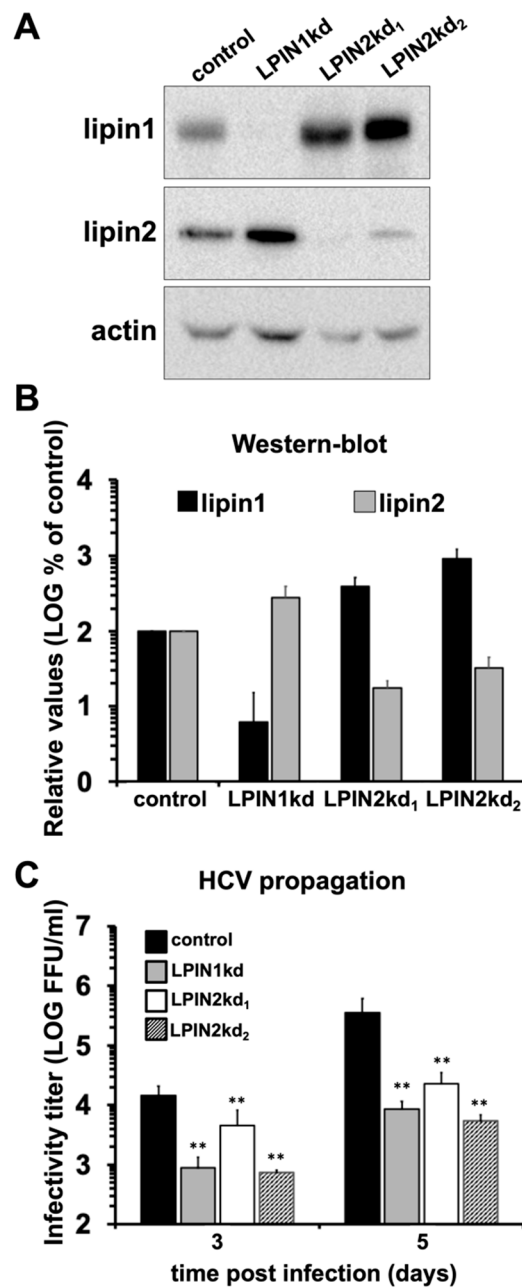 A
control LPIN1kd LPIN2kd₁ LPIN2kd₂
lipin1
lipin2
actin
B
Western-blot
Relative values (LOG % of control)
4
3
2
1
0
lipin1 lipin2
control LPIN1kd LPIN2kd₁ LPIN2kd₂
C
HCV propagation
Infectivity titer (LOG FFU/ml)
7
6
5
4
3
2
control
LPIN1kd
LPIN2kd₁
LPIN2kd₂
** ** **
** ** **
3 5
time post infection (days)